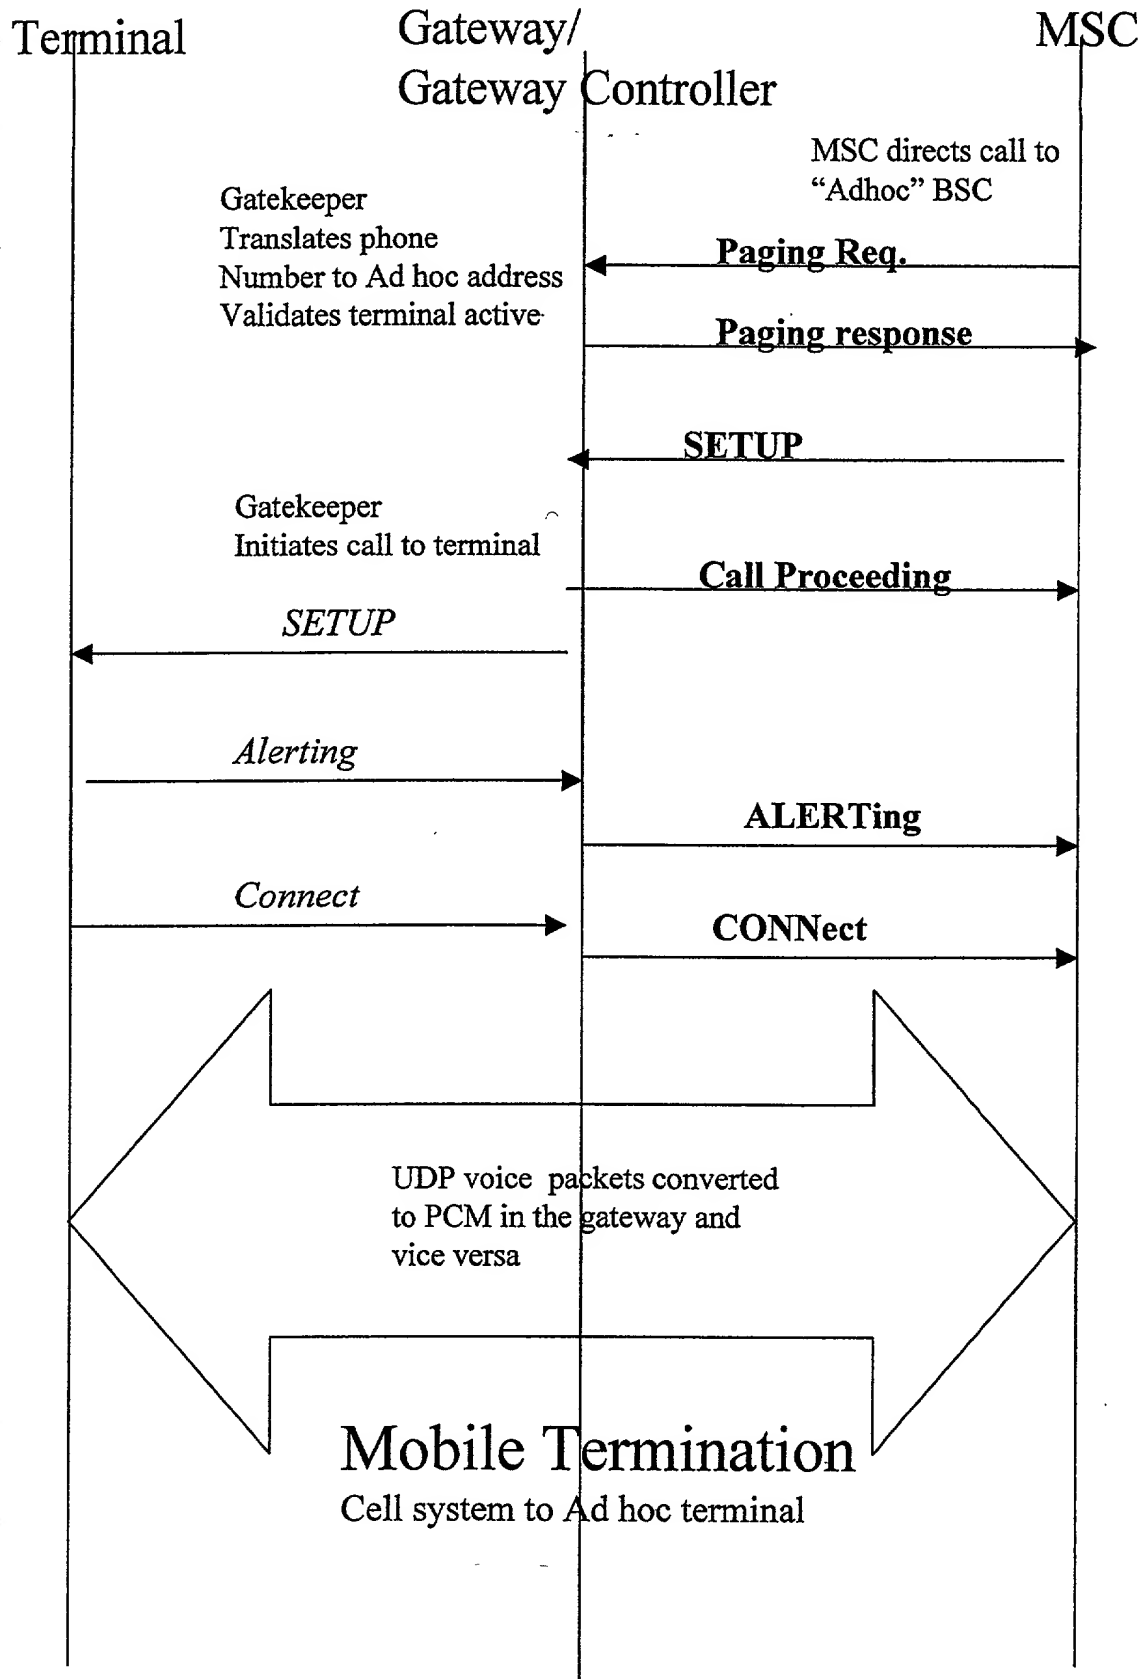 Terminal
Gateway/
Gateway Controller
MSC
MSC directs call to
“Adhoc” BSC
Gatekeeper
Translates phone
Number to Ad hoc address
Validates terminal active
Paging Req.
Paging response
SETUP
Gatekeeper
Initiates call to terminal
Call Proceeding
SETUP
Alerting
ALERTing
Connect
CONNect
UDP voice packets converted
to PCM in the gateway and
vice versa
Mobile Termination
Cell system to Ad hoc terminal